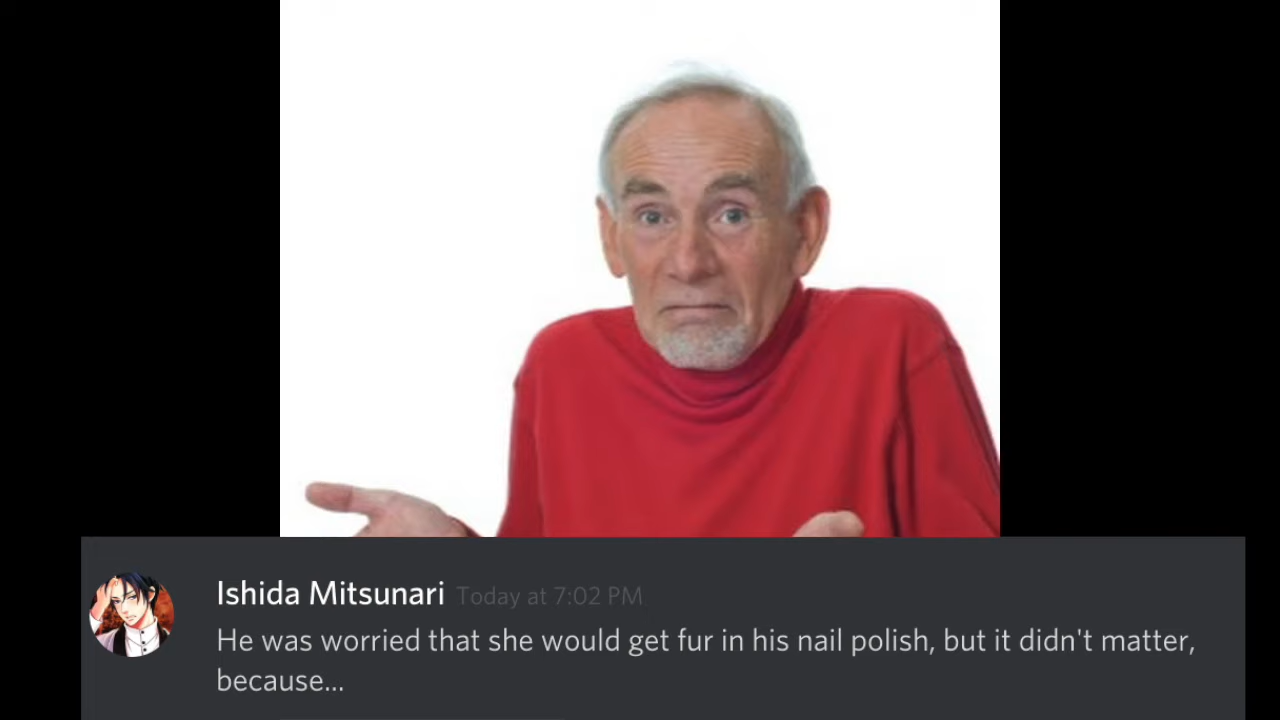 Ishida Mitsunari Today at 7:02 PM
He was worried that she would get fur in his nail polish, but it didn't matter,
because...